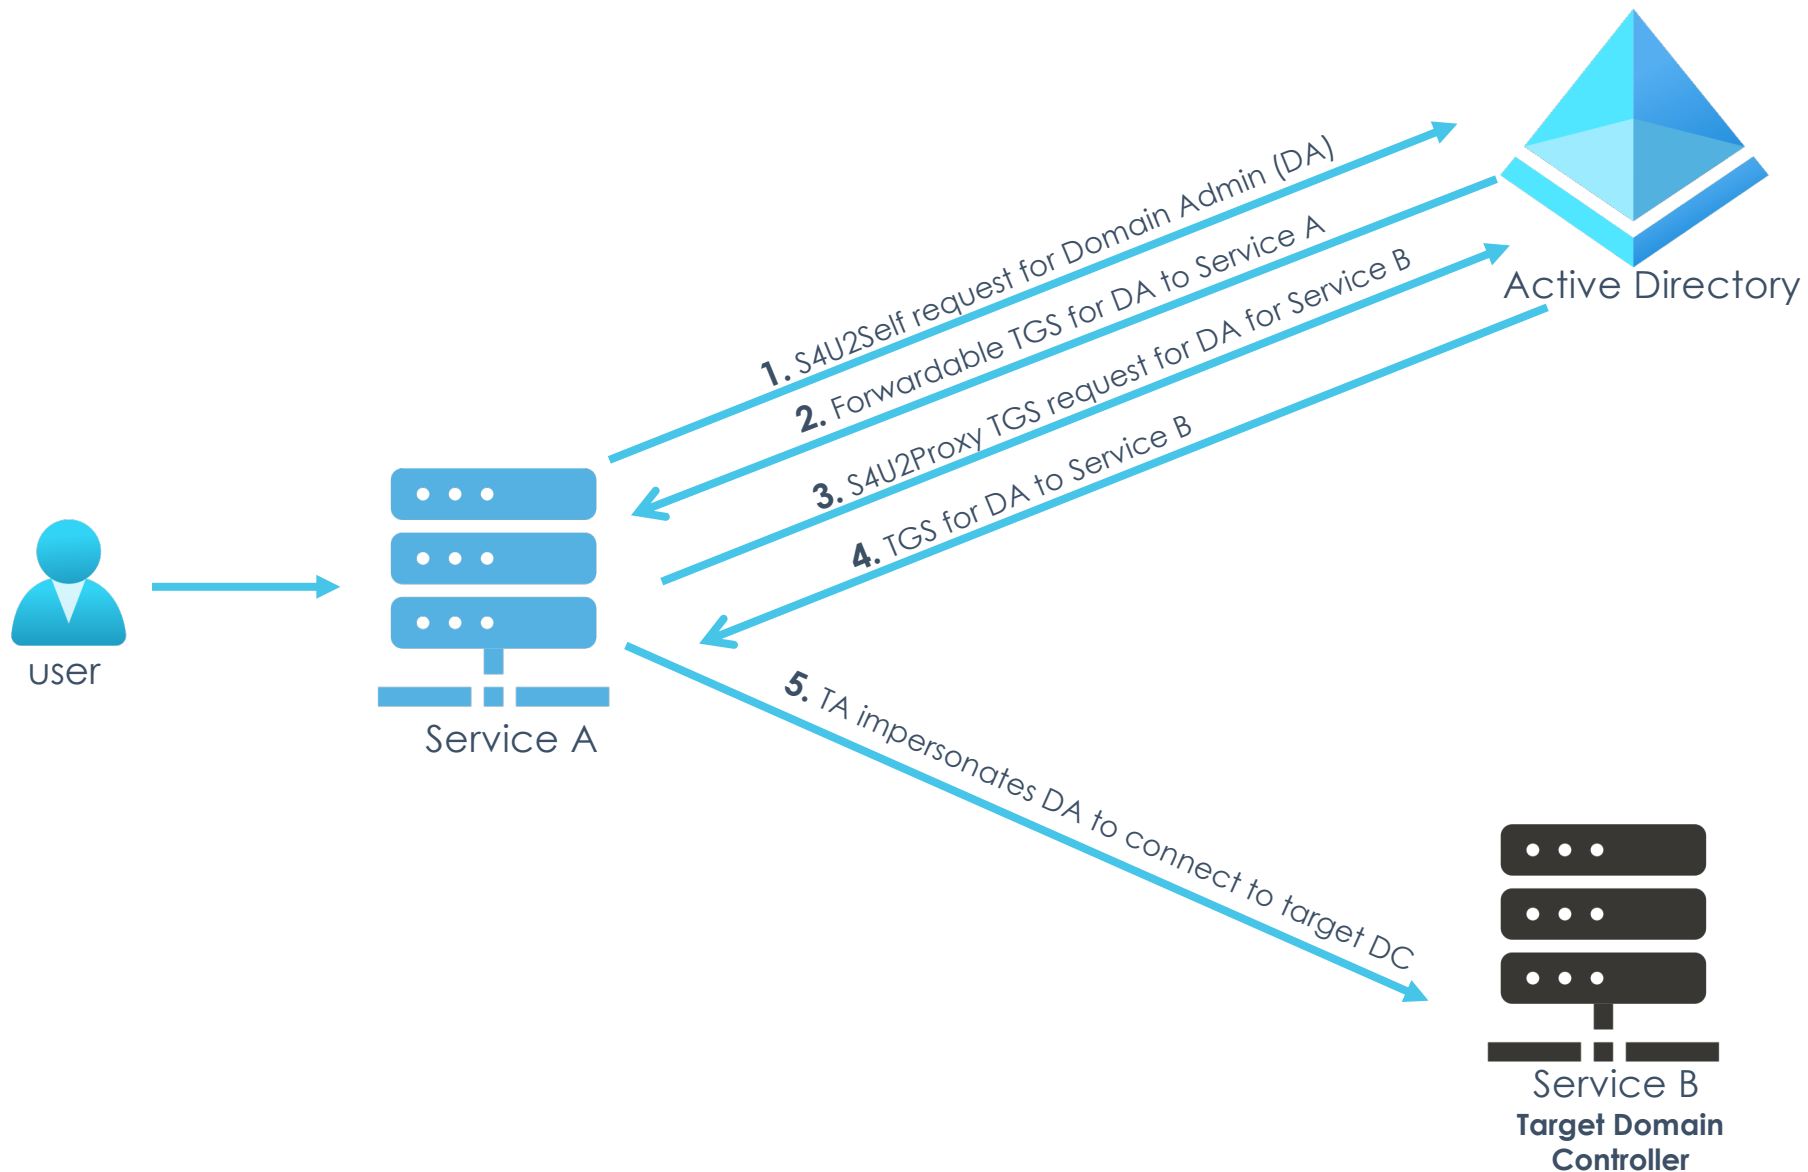 1. S4U2Self request for Domain Admin (DA)
2. Forwardable TGS for DA to Service A
3. S4U2Proxy TGS request for DA for Service B
4. TGS for DA to Service B
Active Directory
user
Service A
5. TA impersonates DA to connect to target DC
Service B
Target Domain
Controller